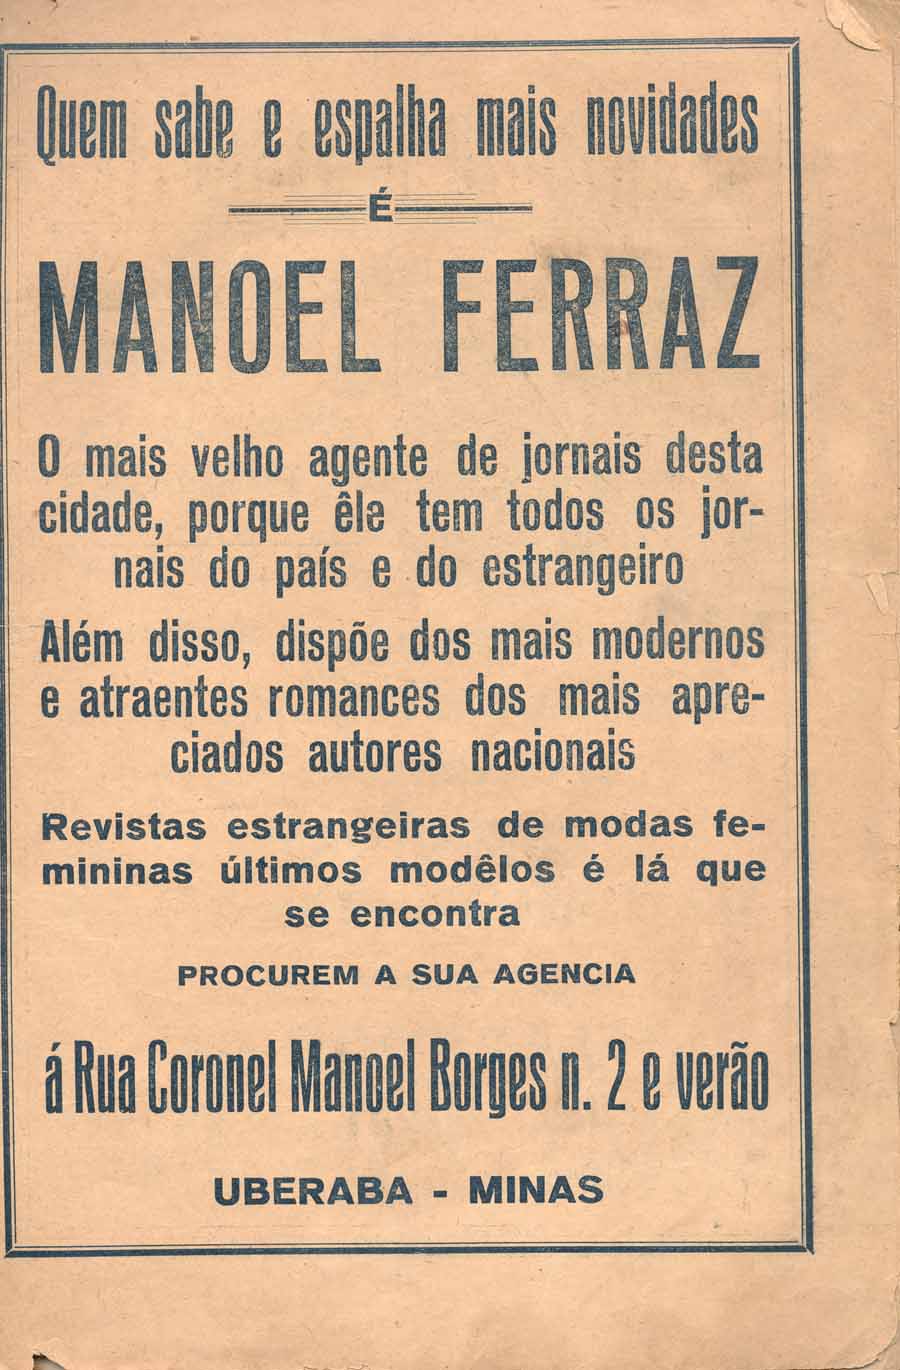 Quem sabe e espalha mais novidades
É
MANOEL FERRAZ
O mais velho agente de jornais desta
cidade, porque êle tem todos os jor-
nais do país e do estrangeiro
Além disso, dispõe dos mais modernos
e atraentes romances dos mais apre-
ciados autores nacionais
Revistas estrangeiras de modas fe-
mininas últimos modêlos é lá que
se encontra
PROCUREM A SUA AGENCIA
á Rua Coronel Manoel Borges n. 2 e verão
UBERABA - MINAS